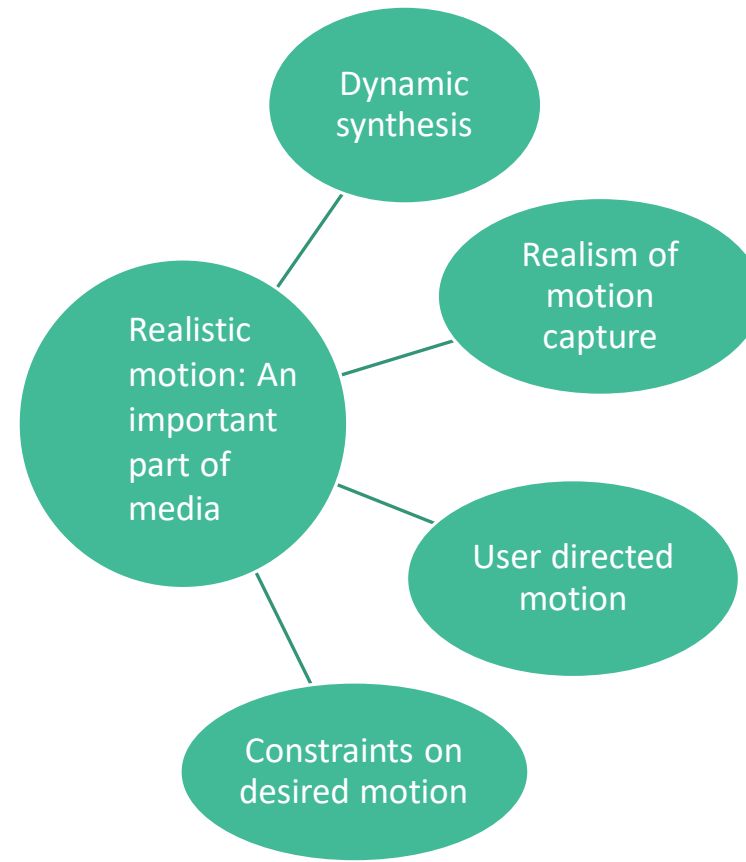 Dynamic
synthesis
Realism of
motion
capture
Realistic
motion: An
important
part of
media
User directed
motion
Constraints on
desired motion